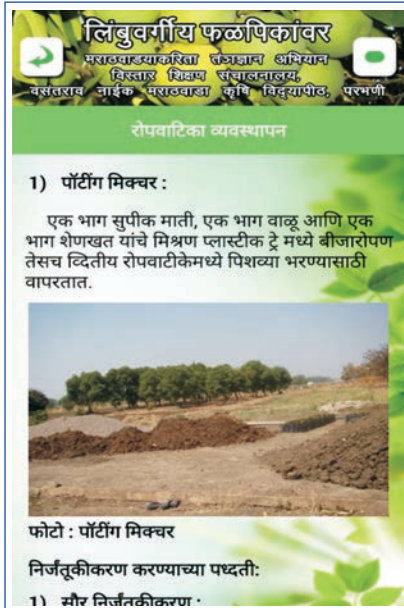 लिंबुवर्गीय फळपिकांवर
मराठवाड्याकरिता तंत्रज्ञान अभियान
विस्तार शिक्षण संचालनालय,
वसंतराव नाईक मराठवाडा कृषि विद्यापीठ, परभणी
रोपवाटिका व्यवस्थापन
1) पॉटींग मिक्चर :
एक भाग सुपीक माती, एक भाग वाळू आणि एक
भाग शेणखत यांचे मिश्रण प्लास्टीक ट्रे मध्ये बीजारोपण
तेसच व्दितीय रोपवाटीकेमध्ये पिशव्या भरण्यासाठी
वापरतात.
फोटो : पॉटींग मिक्चर
निर्जंतूकीकरण करण्याच्या पध्दती:
1) सौर निर्जंतुकीकरण :